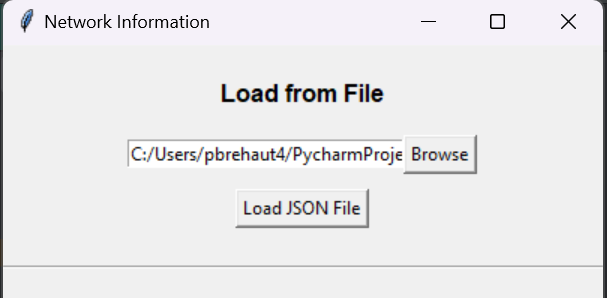 Network Information
Load from File
C:/Users/pbrehaut4/PycharmProje
Browse
Load JSON File